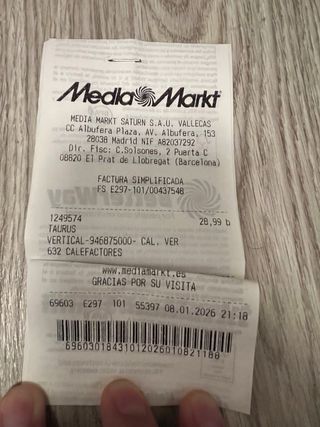 Media Markt
MEDIA MARKT SATURN S.A.U. VALLECAS
CC Albufera Plaza, AV. Albufera, 153
28038 Madrid NIF A82037292
Dir. Fisc: C.Solsones, 2 Puerta C
08820 El Prat de Llobregat (Barcelona)
FACTURA SIMPLIFICADA
FS E297-101/00437548
1249574 28,99 b
TAURUS
VERTICAL-946875000- CAL. VER
632 CALEFACTORES
www.mediamarkt.es
GRACIAS POR SU VISITA
69603 E297 101 55397 08.01.2026 21:18